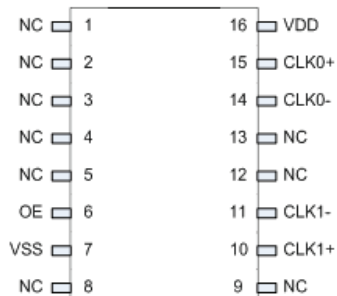 NC 1 16 VDD
NC 2 15 CLK0+
NC 3 14 CLK0-
NC 4 13 NC
NC 5 12 NC
OE 6 11 CLK1-
VSS 7 10 CLK1+
NC 8 9 NC